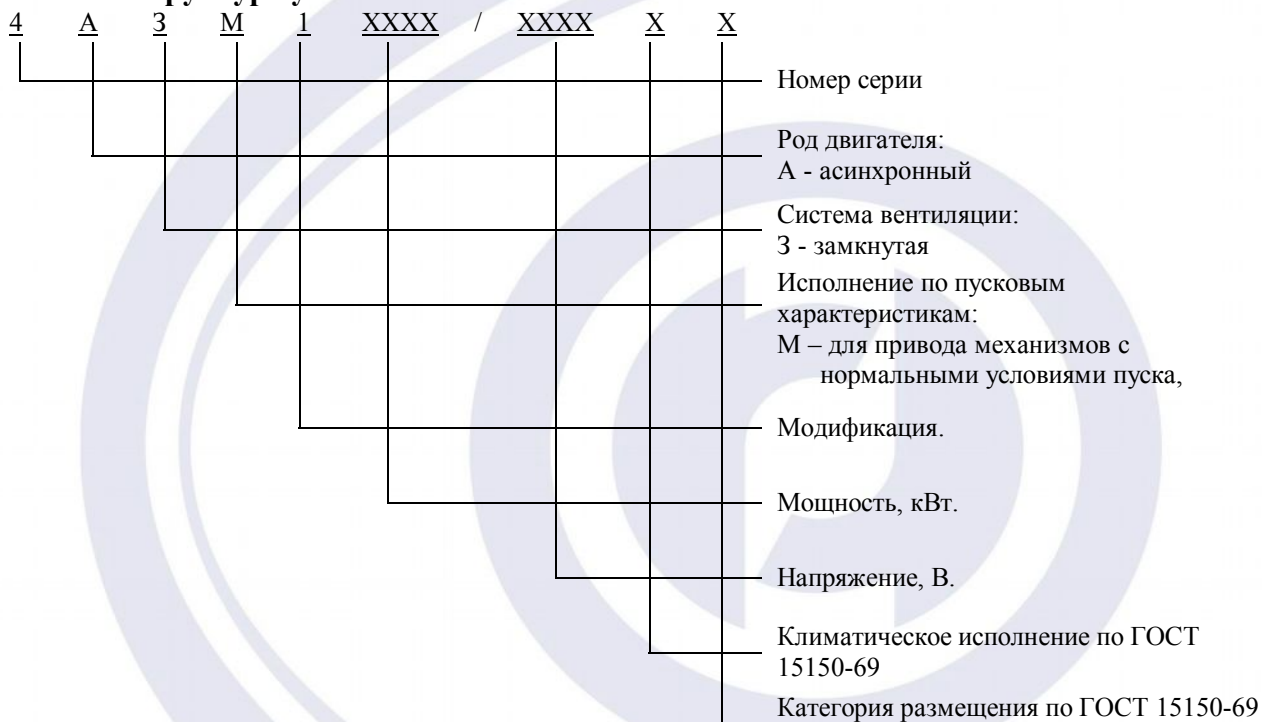 4 А З М 1 ХХХХ / ХХХХ Х Х
Номер серии
Род двигателя:
А - асинхронный
Система вентиляции:
З - замкнутая
Исполнение по пусковым
характеристикам:
М – для привода механизмов с
нормальными условиями пуска,
Модификация.
Мощность, кВт.
Напряжение, В.
Климатическое исполнение по ГОСТ
15150-69
Категория размещения по ГОСТ 15150-69